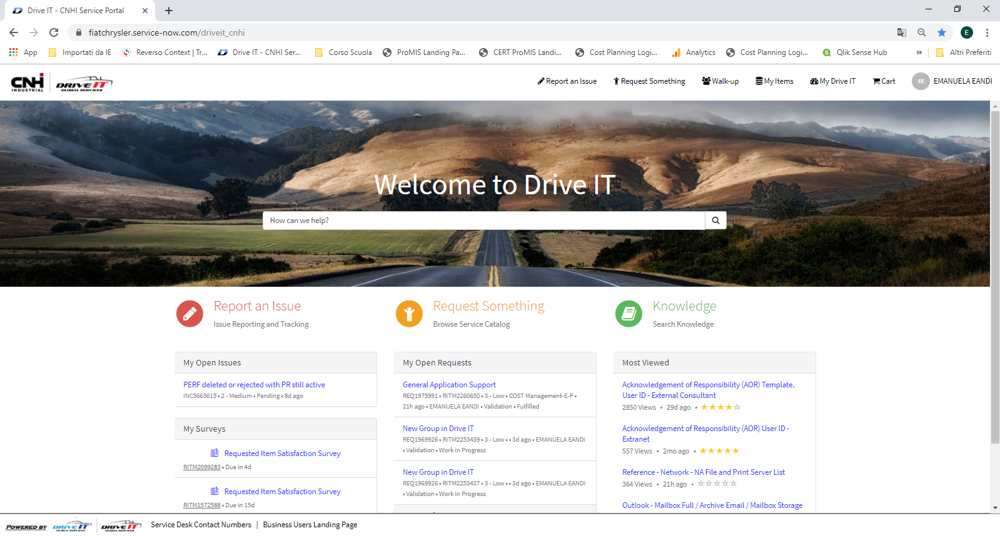 Drive IT - CNHI Service Portal
fiatchrysler.service-now.com/driveit_cnhi
E
App
Importati da IE
Reverso Context | Tr...
Drive IT - CNHI Ser...
Corso Scuola
ProMIS Landing Pa...
CERT ProMIS Landi...
Cost Planning Logi...
Analytics
Cost Planning Logi...
Qlik Sense Hub
»
Altri Preferiti
CNHI INDUSTRIAL
DRIVE IT GLOBAL SERVICES
Report an Issue
Request Something
Walk-up
My Items
My Drive IT
Cart
EE
EMANUELA EANDI
Welcome to Drive IT
How can we help?
Report an Issue
Issue Reporting and Tracking
Request Something
Browse Service Catalog
Knowledge
Search Knowledge
My Open Issues
PERF deleted or rejected with PR still active
INC5665615 • 2 - Medium • Pending • 8d ago
My Surveys
Requested Item Satisfaction Survey
RITM2099283 • Due in 4d
Requested Item Satisfaction Survey
RITM1572588 • Due in 15d
My Open Requests
General Application Support
REQ1975991 • RITM2260650 • 3 - Low • COST Management-E-P •
21h ago • EMANUELA EANDI • Validation • Fulfilled
New Group in Drive IT
REQ1969926 • RITM2253439 • 3 - Low • • 3d ago • EMANUELA EANDI
• Validation • Work in Progress
New Group in Drive IT
REQ1969926 • RITM2253437 • 3 - Low • • 3d ago • EMANUELA EANDI
• Validation • Work in Progress
Most Viewed
Acknowledgement of Responsibility (AOR) Template.
User ID - External Consultant
2850 Views • 29d ago •
Acknowledgement of Responsibility (AOR) User ID -
Extranet
557 Views • 2mo ago •
Reference - Network - NA File and Print Server List
364 Views • 21h ago •
Outlook - Mailbox Full / Archive Email / Mailbox Storage
POWERED BY
DRIVE IT GLOBAL SERVICES
DRIVE IT GLOBAL SERVICES
Service Desk Contact Numbers | Business Users Landing Page